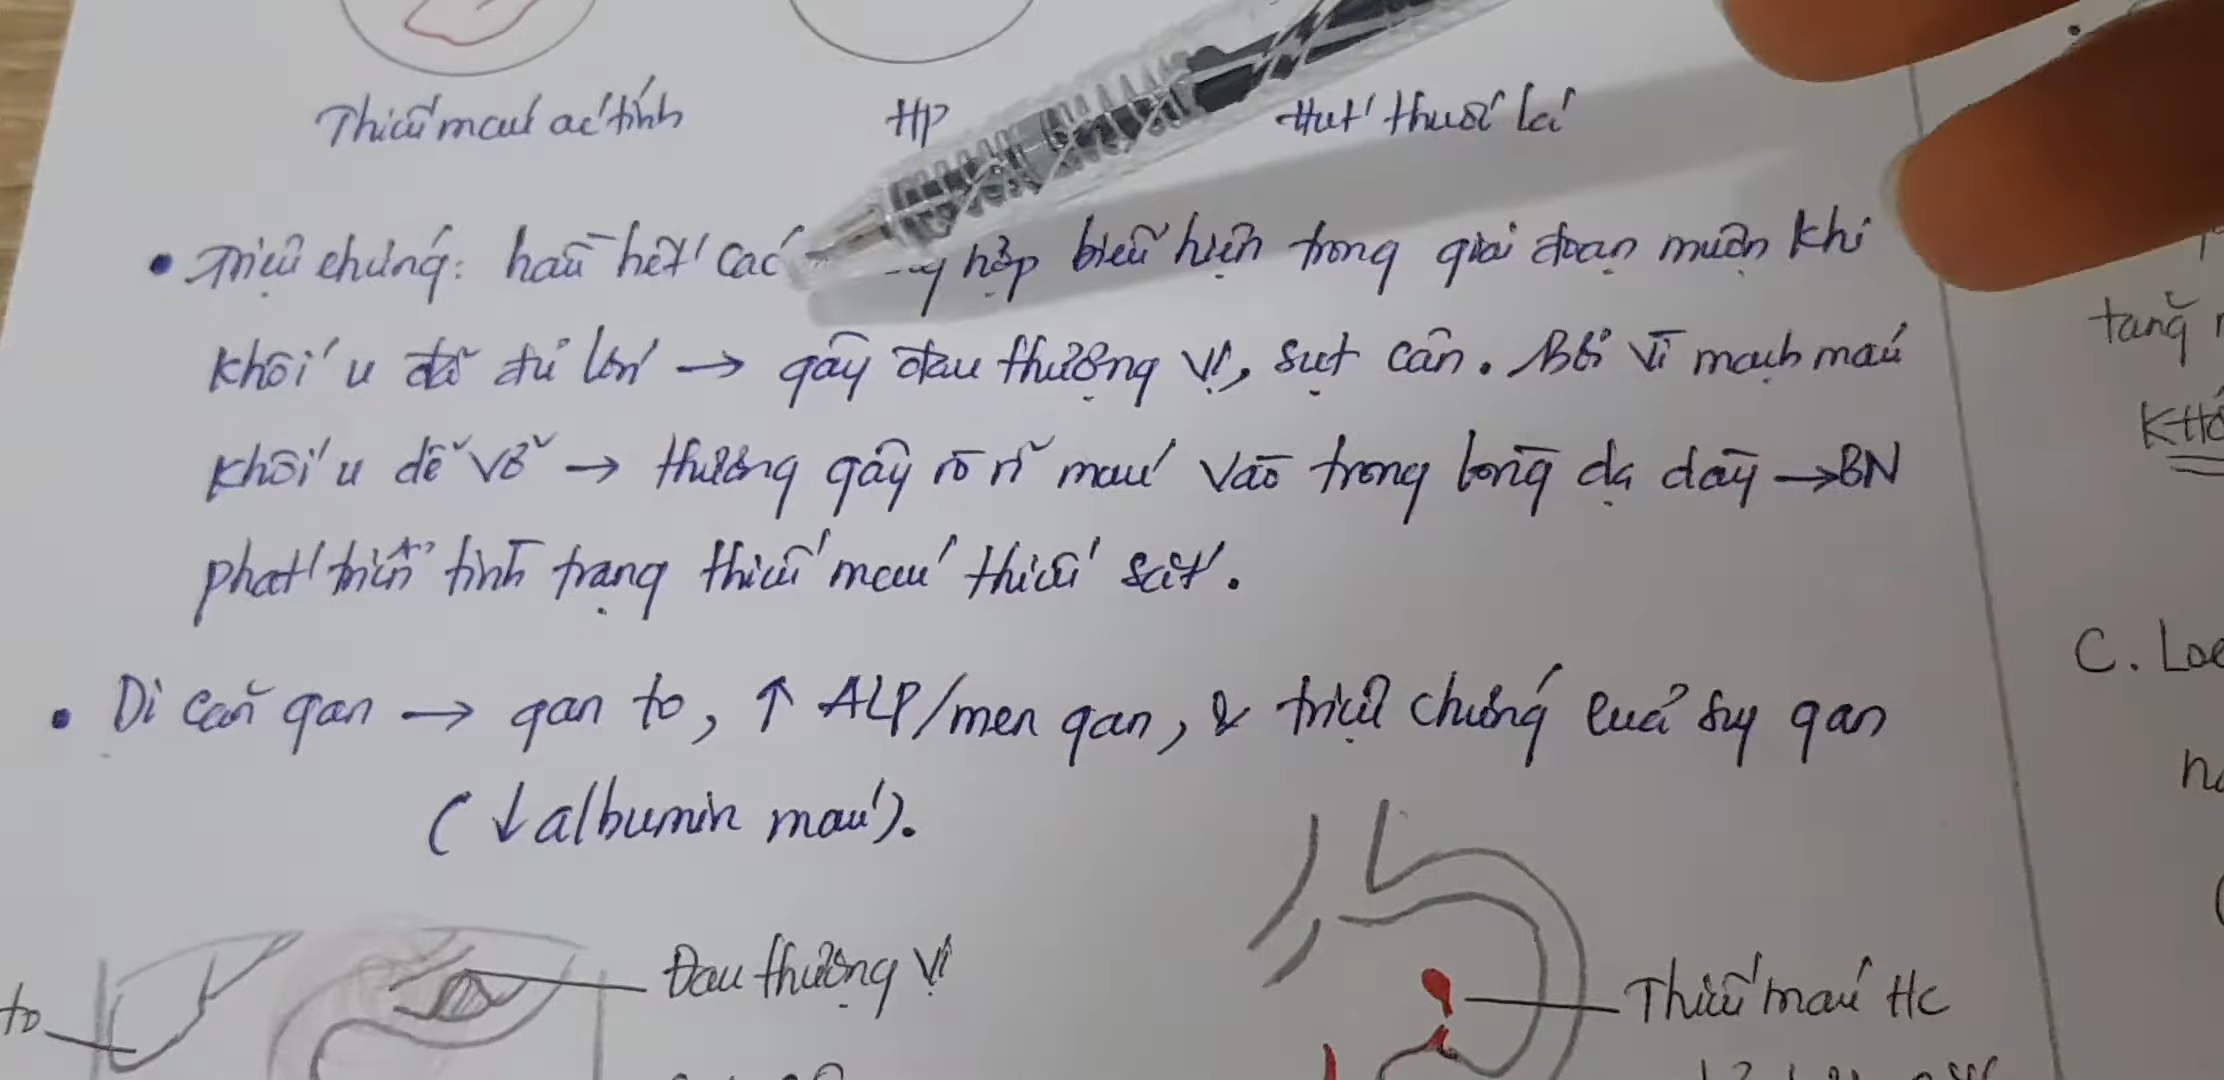 Thiếu máu ác tính
HP
Hút thuốc lá
• Triệu chứng: hầu hết các hợp biểu hiện trong giai đoạn muộn khi
khối u đã đủ lớn → gây đau thượng vị, sụt cân. Bởi vì mạch máu
khối u dễ vỡ → thường gây rò rỉ máu vào trong lòng dạ dày → BN
phát triển tình trạng thiếu máu thiếu sắt.
• Di căn gan → gan to, ↑ ALP/men gan, & triệu chứng của suy gan
(↓ albumin máu).
to
Đau thượng vị
Thiếu máu HC
tăng
C.